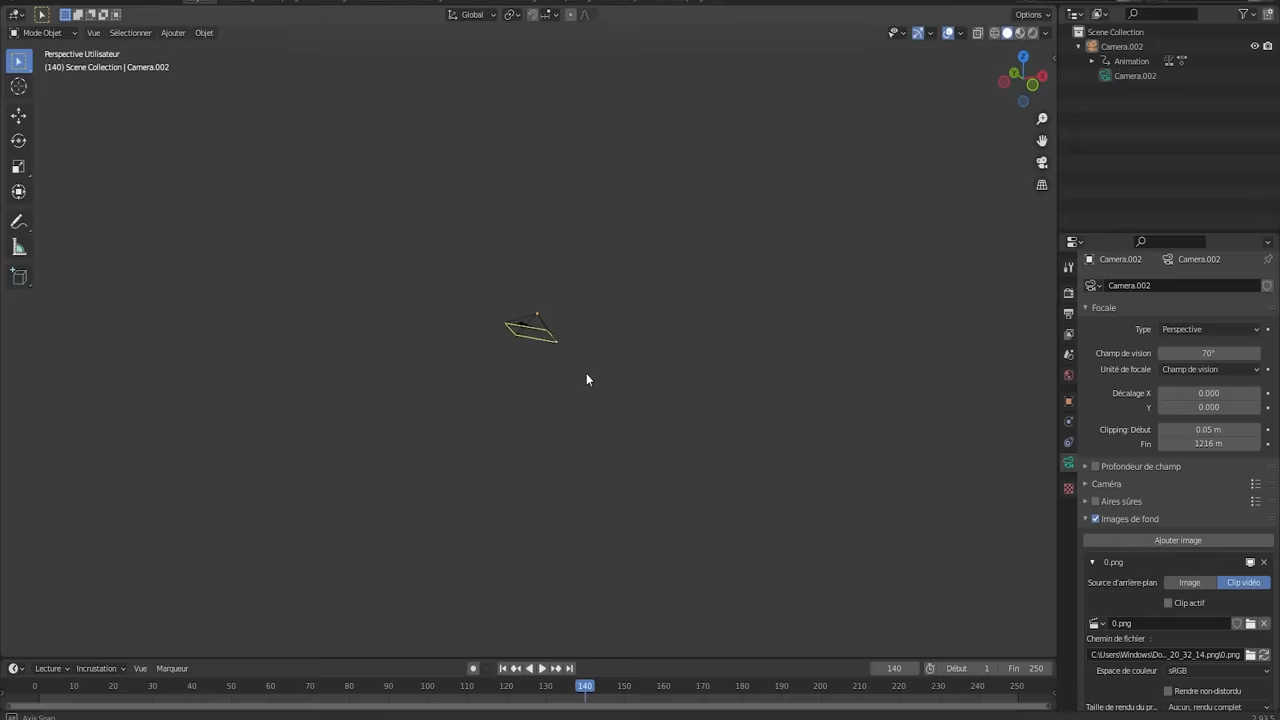 Global
Options
Mode Objet
Vue
Sélectionner
Ajouter
Objet
Perspective Utilisateur
(140) Scene Collection | Camera.002
Z
Y
X
Scene Collection
Camera.002
Animation
Camera.002
Camera.002
Camera.002
Camera.002
Focale
Type
Perspective
Champ de vision
70°
Unité de focale
Champ de vision
Décalage X
0.000
Y
0.000
Clipping: Début
0.05 m
Fin
1216 m
Profondeur de champ
Caméra
Aires sûres
Images de fond
Ajouter image
0.png
Source d'arrière-plan
Image
Clip vidéo
Clip actif
0.png
Chemin de fichier :
C:\Users\Windows\Do..._20_32_14.png\0.png
Espace de couleur
sRGB
Rendre non-distordu
Taille de rendu du pr...
Aucun, rendu complet
Lecture
Incrustation
Vue
Marqueur
140
Début
1
Fin
250
0
10
20
30
40
50
60
70
80
90
100
110
120
130
140
150
160
170
180
190
200
210
220
230
240
250
Axis Snap
2.93.5